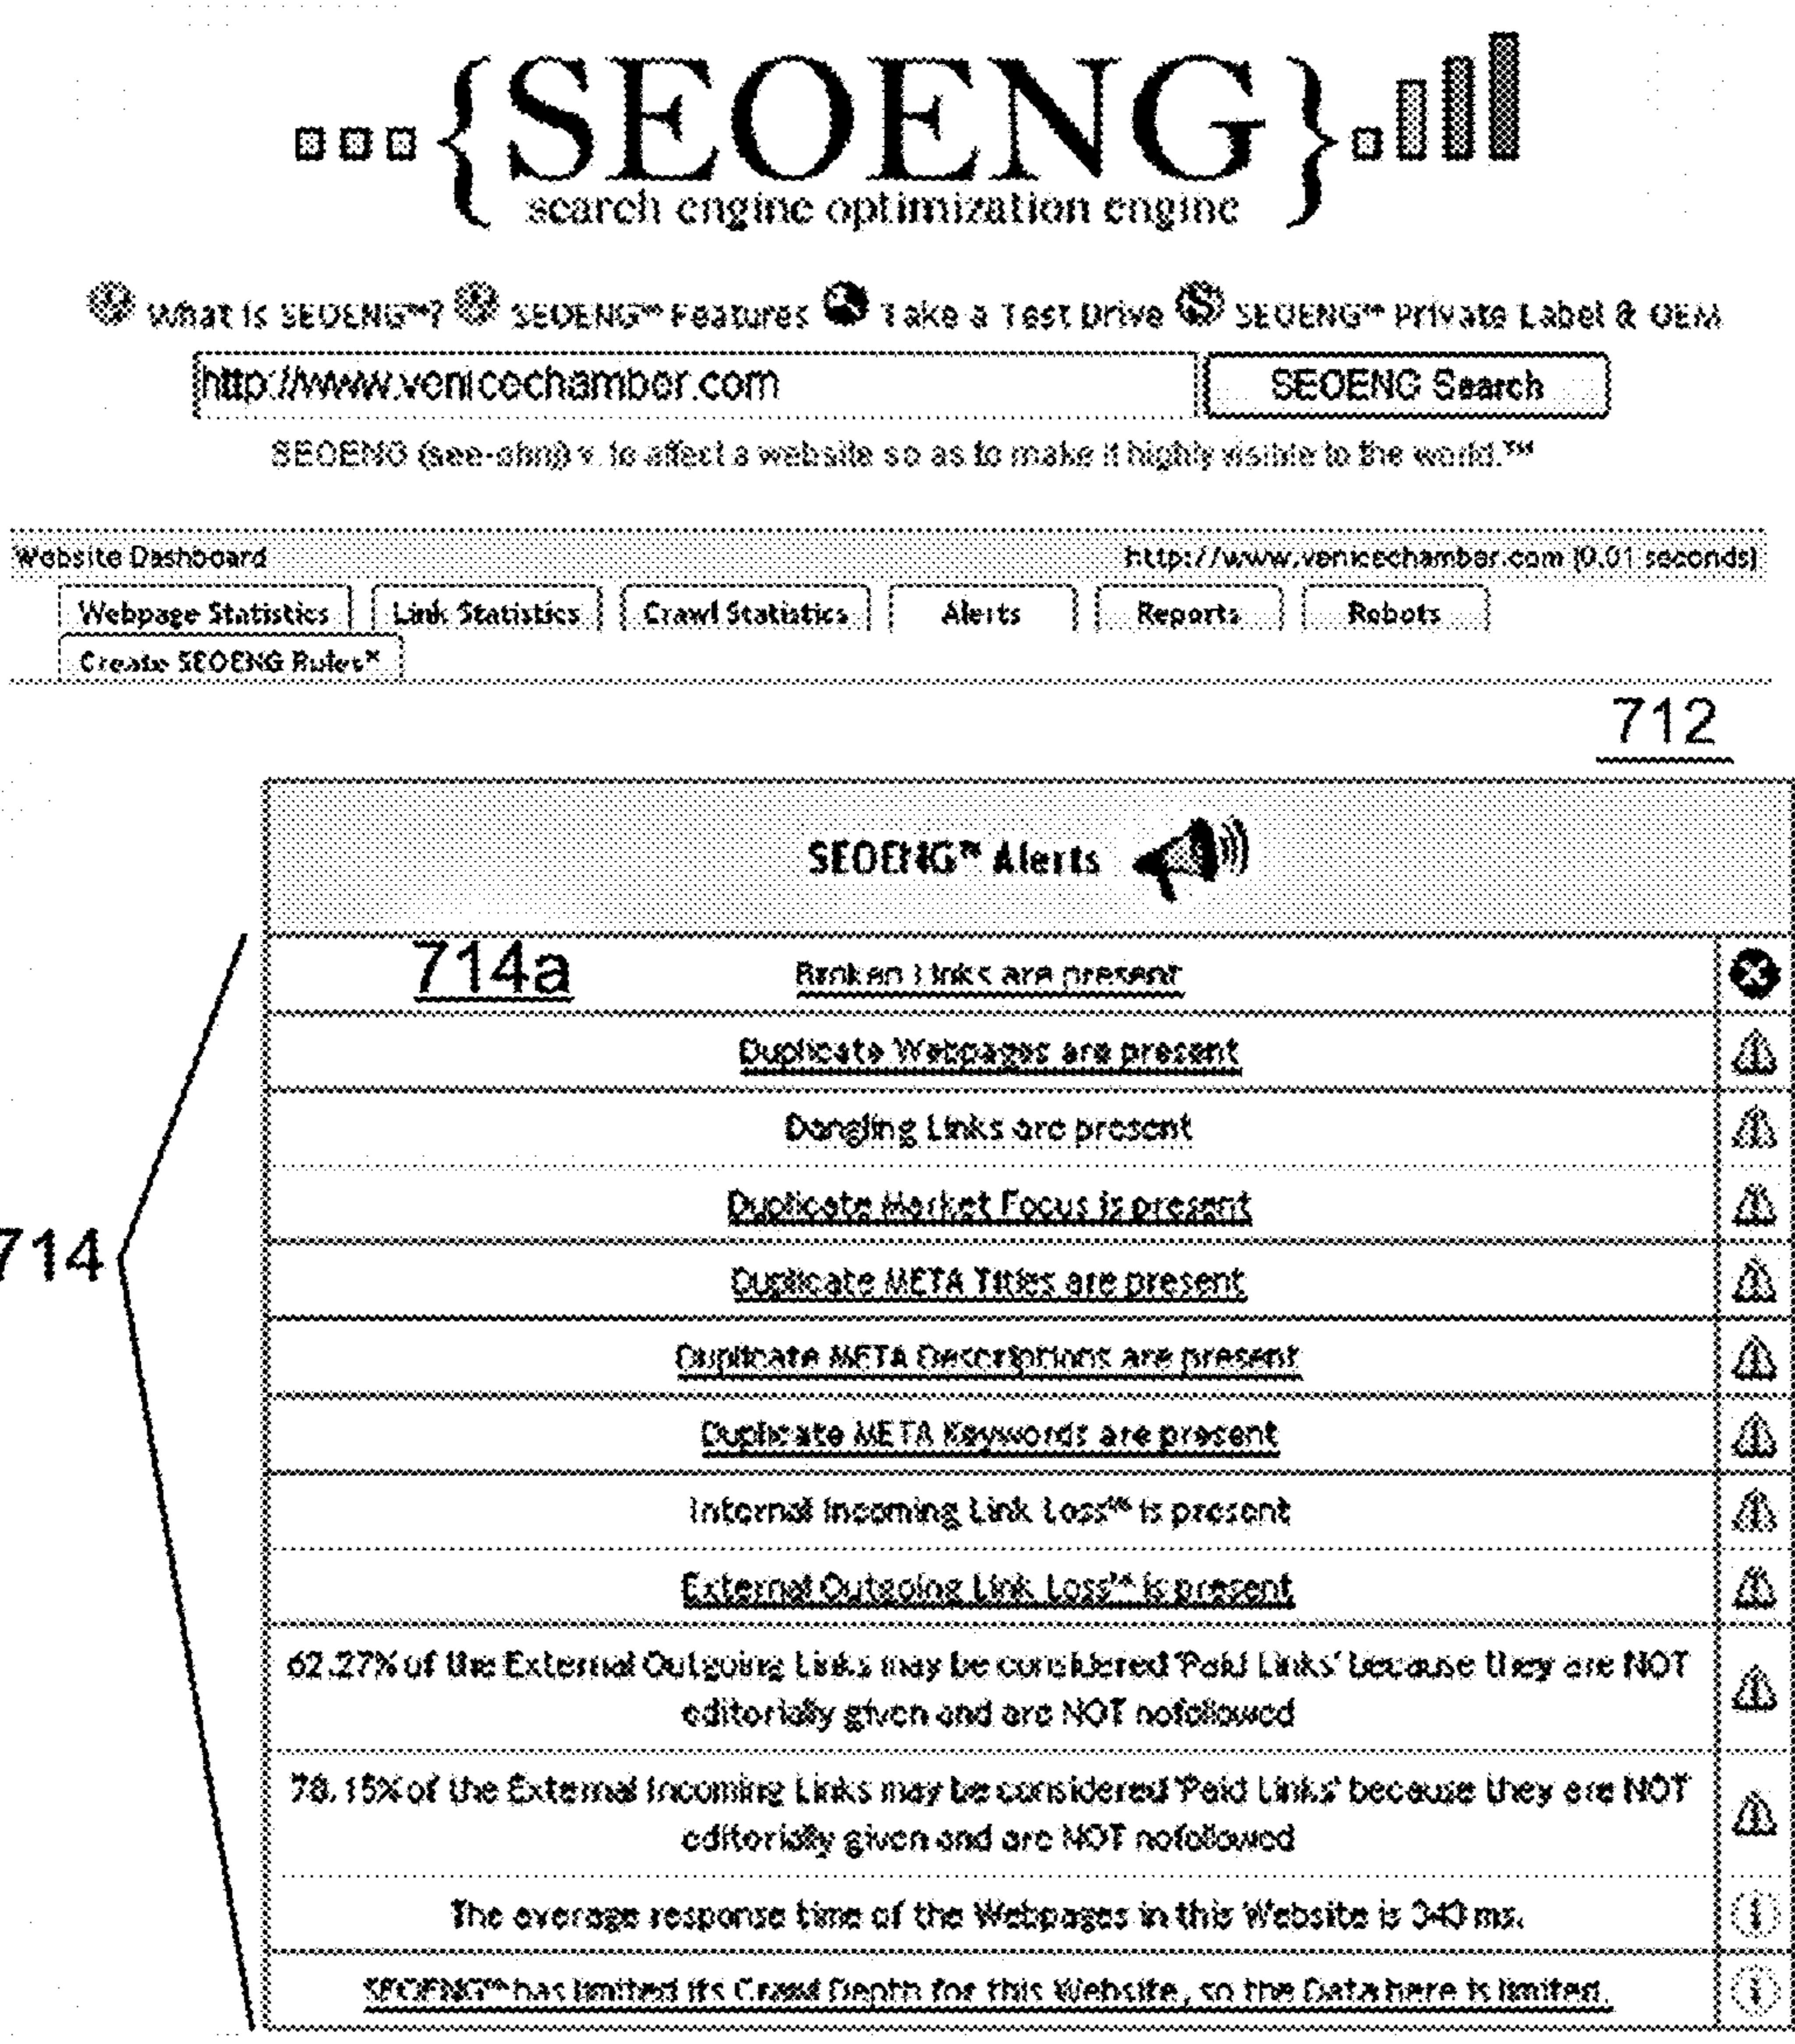 {SEOENG}
search engine optimization engine
What is SEOENG™? SEOENG™ Features Take a Test Drive SEOENG™ Private Label & OEM
http://www.venicechamber.com SEOENG Search
SEOENG (see-ehng) v. to affect a website so as to make it highly visible to the world.™
Website Dashboard http://www.venicechamber.com (0.01 seconds)
Webpage Statistics Link Statistics Crawl Statistics Alerts Reports Robots
Create SEOENG Rules™
712
SEOENG™ Alerts
714a Broken Links are present
Duplicate Webpages are present
Dangling Links are present
Duplicate Market Focus is present
714
Duplicate META Titles are present
Duplicate META Descriptions are present
Duplicate META Keywords are present
Internal Incoming Link Loss™ is present
External Outgoing Link Loss™ is present
62.27% of the External Outgoing Links may be considered 'Paid Links' because they are NOT
editorially given and are NOT nofollowed
78.15% of the External Incoming Links may be considered 'Paid Links' because they are NOT
editorially given and are NOT nofollowed
The average response time of the Webpages in this Website is ms.
SEOENG™ has limited its Crawl Depth for this Website, so the Data here is limited.